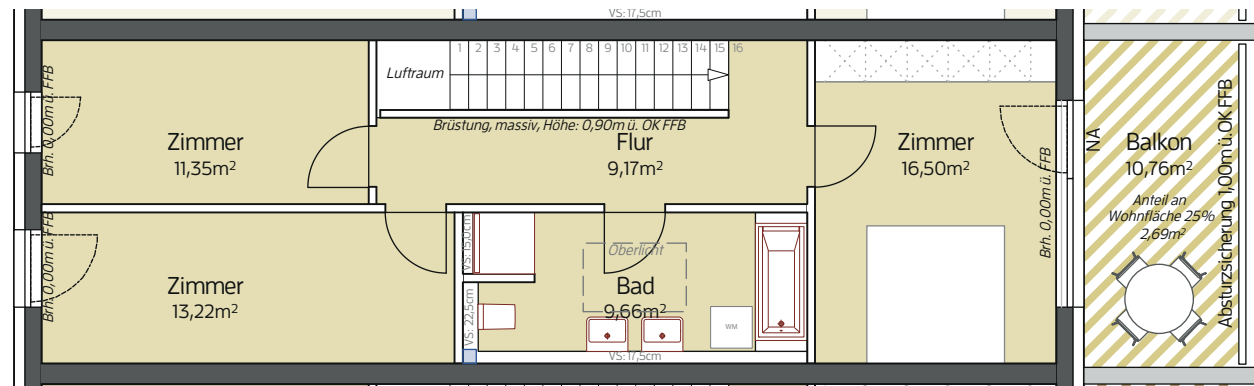 VS: 17,5cm
1 2 3 4 5 6 7 8 9 10 11 12 13 14 15 16
Luftraum
Brüstung, massiv, Höhe: 0,90m ü. OK FFB
Brh. 0,00m ü. FFB
Zimmer
11,35m²
Flur
9,17m²
Zimmer
16,50m²
Brh. 0,00m ü. FFB
NA
Balkon
10,76m²
Anteil an
Wohnfläche 25%
2,69m²
Absturzsicherung 1,00m ü. OK FFB
Brh. 0,00m ü. FFB
Zimmer
13,22m²
VS: 15,0cm
VS: 22,5cm
Oberlicht
Bad
9,66m²
WM
VS: 17,5cm